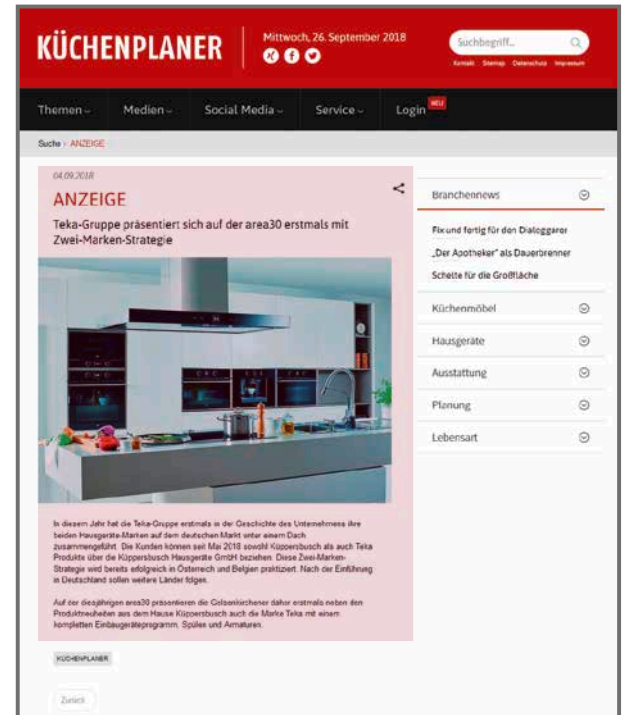 KÜCHENPLANER
Mittwoch, 26. September 2018
Suchbegriff...
Kontakt Sitemap Datenschutz Impressum
Themen Medien Social Media Service Login NEU
Suche › ANZEIGE
04.09.2018
ANZEIGE
Teka-Gruppe präsentiert sich auf der area30 erstmals mit
Zwei-Marken-Strategie
In diesem Jahr hat die Teka-Gruppe erstmals in der Geschichte des Unternehmens ihre
beiden Hausgeräte-Marken auf dem deutschen Markt unter einem Dach
zusammengeführt. Die Kunden können seit Mai 2018 sowohl Küppersbusch als auch Teka
Produkte über die Küppersbusch Hausgeräte GmbH beziehen. Diese Zwei-Marken-
Strategie wird bereits erfolgreich in Österreich und Belgien praktiziert. Nach der Einführung
in Deutschland sollen weitere Länder folgen.
Auf der diesjährigen area30 präsentieren die Gelsenkirchener daher erstmals neben den
Produktneuheiten aus dem Hause Küppersbusch auch die Marke Teka mit einem
kompletten Einbaugeräteprogramm, Spülen und Armaturen.
KÜCHENPLANER
Zurück
Branchennews
Fix und fertig für den Dialoggarer
„Der Apotheker" als Dauerbrenner
Schelte für die Großfläche
Küchenmöbel
Hausgeräte
Ausstattung
Planung
Lebensart